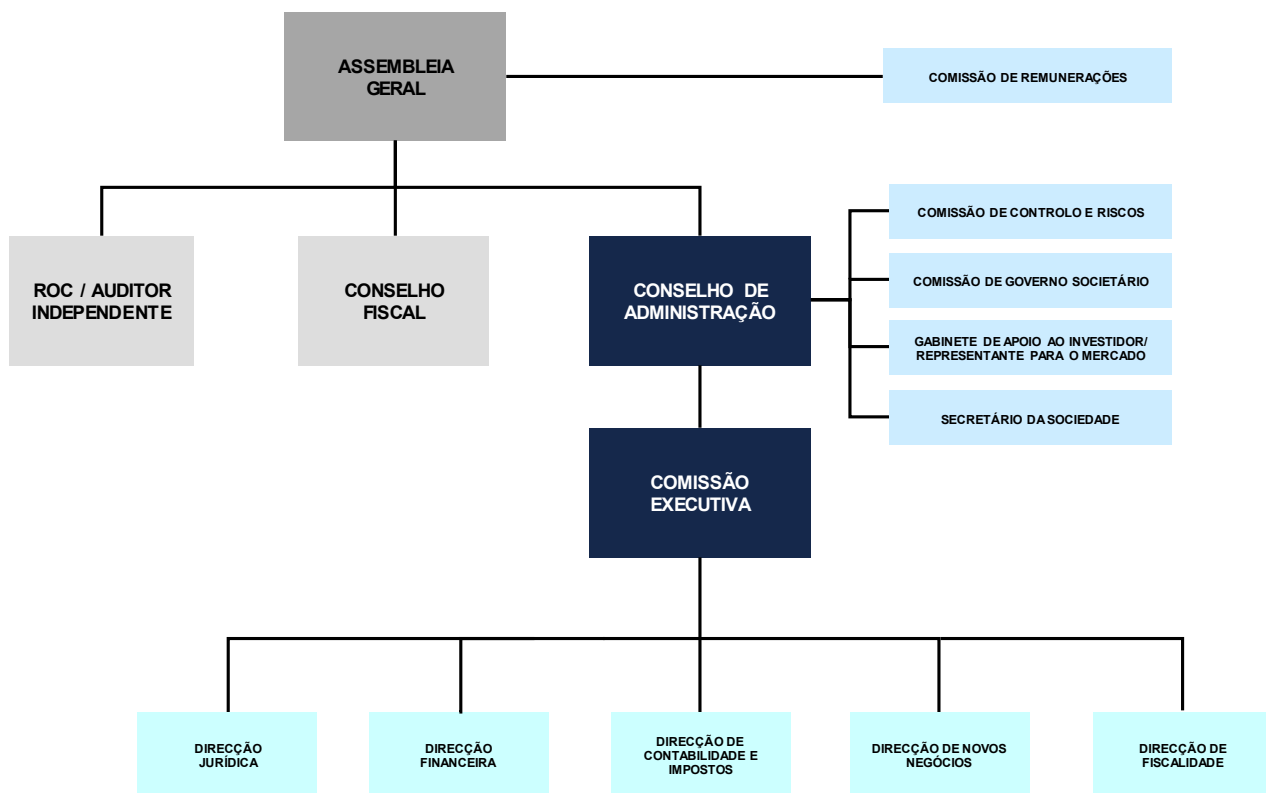 ASSEMBLEIA
GERAL
COMISSÃO DE REMUNERAÇÕES
COMISSÃO DE CONTROLO E RISCOS
ROC / AUDITOR
INDEPENDENTE
CONSELHO
FISCAL
CONSELHO DE
ADMINISTRAÇÃO
COMISSÃO DE GOVERNO SOCIETÁRIO
GABINETE DE APOIO AO INVESTIDOR/
REPRESENTANTE PARA O MERCADO
SECRETÁRIO DA SOCIEDADE
COMISSÃO
EXECUTIVA
DIRECÇÃO
JURÍDICA
DIRECÇÃO
FINANCEIRA
DIRECÇÃO DE
CONTABILIDADE E
IMPOSTOS
DIRECÇÃO DE NOVOS
NEGÓCIOS
DIRECÇÃO DE
FISCALIDADE